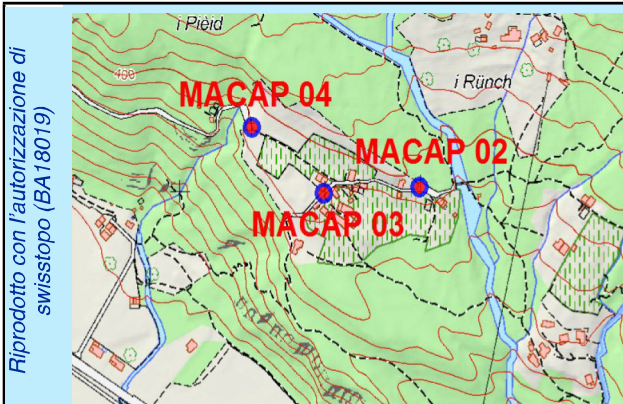 Riprodotto con l'autorizzazione di
swisstopo (BA18019)
i Pièid
400
i Rünch
MACAP 04
MACAP 02
MACAP 03